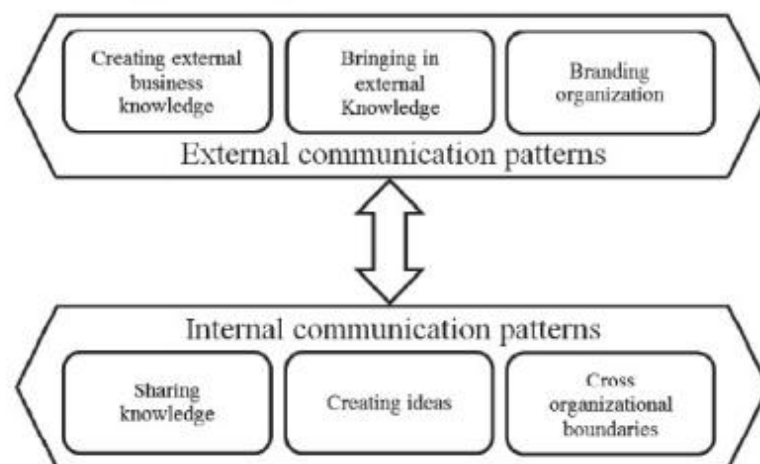 Creating external
business
knowledge
Bringing in
external
Knowledge
Branding
organization
External communication patterns
Internal communication patterns
Sharing
knowledge
Creating ideas
Cross
organizational
boundaries